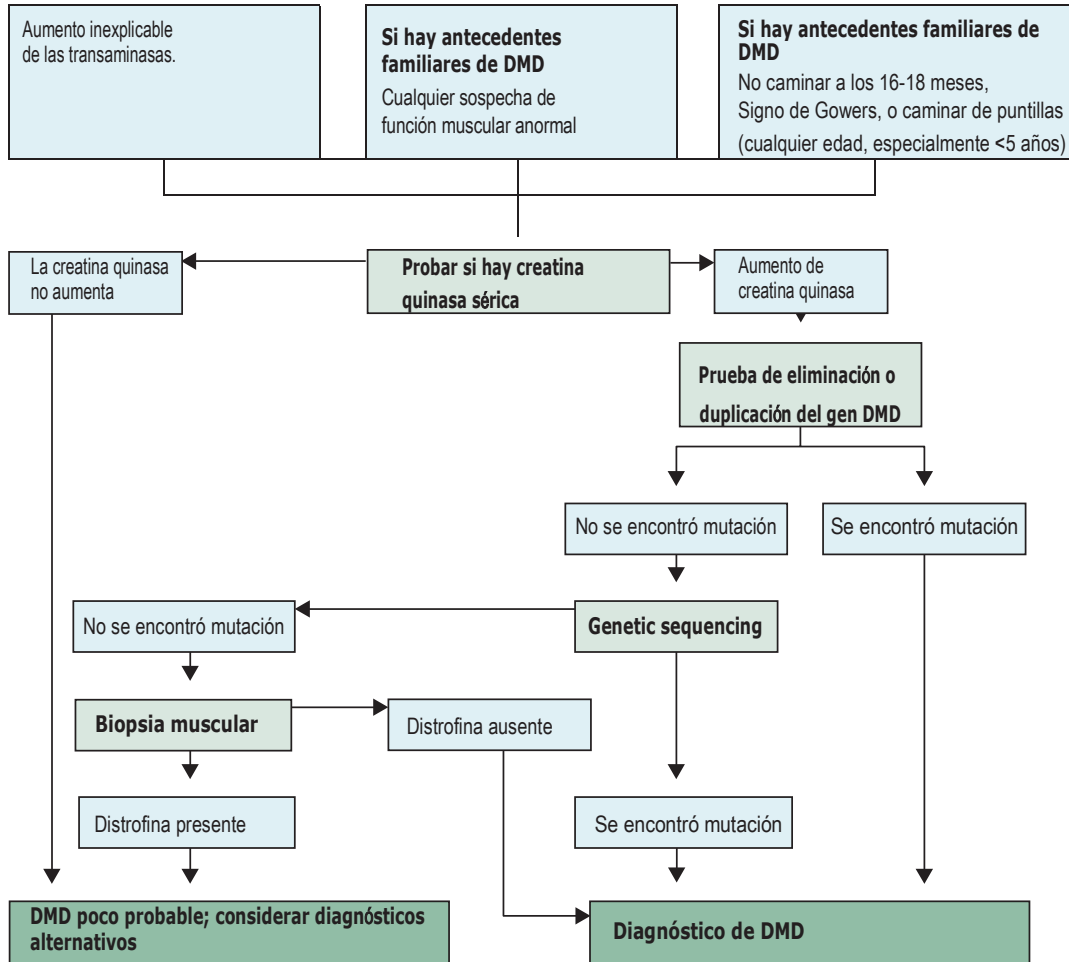 Aumento inexplicable
de las transaminasas.
Si hay antecedentes
familiares de DMD
Cualquier sospecha de
función muscular anormal
Si hay antecedentes familiares de
DMD
No caminar a los 16-18 meses,
Signo de Gowers, o caminar de puntillas
(cualquier edad, especialmente <5 años)
La creatina quinasa
no aumenta
Probar si hay creatina
quinasa sérica
Aumento de
creatina quinasa
Prueba de eliminación o
duplicación del gen DMD
No se encontró mutación
Se encontró mutación
No se encontró mutación
Genetic sequencing
Biopsia muscular
Distrofina ausente
Distrofina presente
Se encontró mutación
DMD poco probable; considerar diagnósticos
alternativos
Diagnóstico de DMD